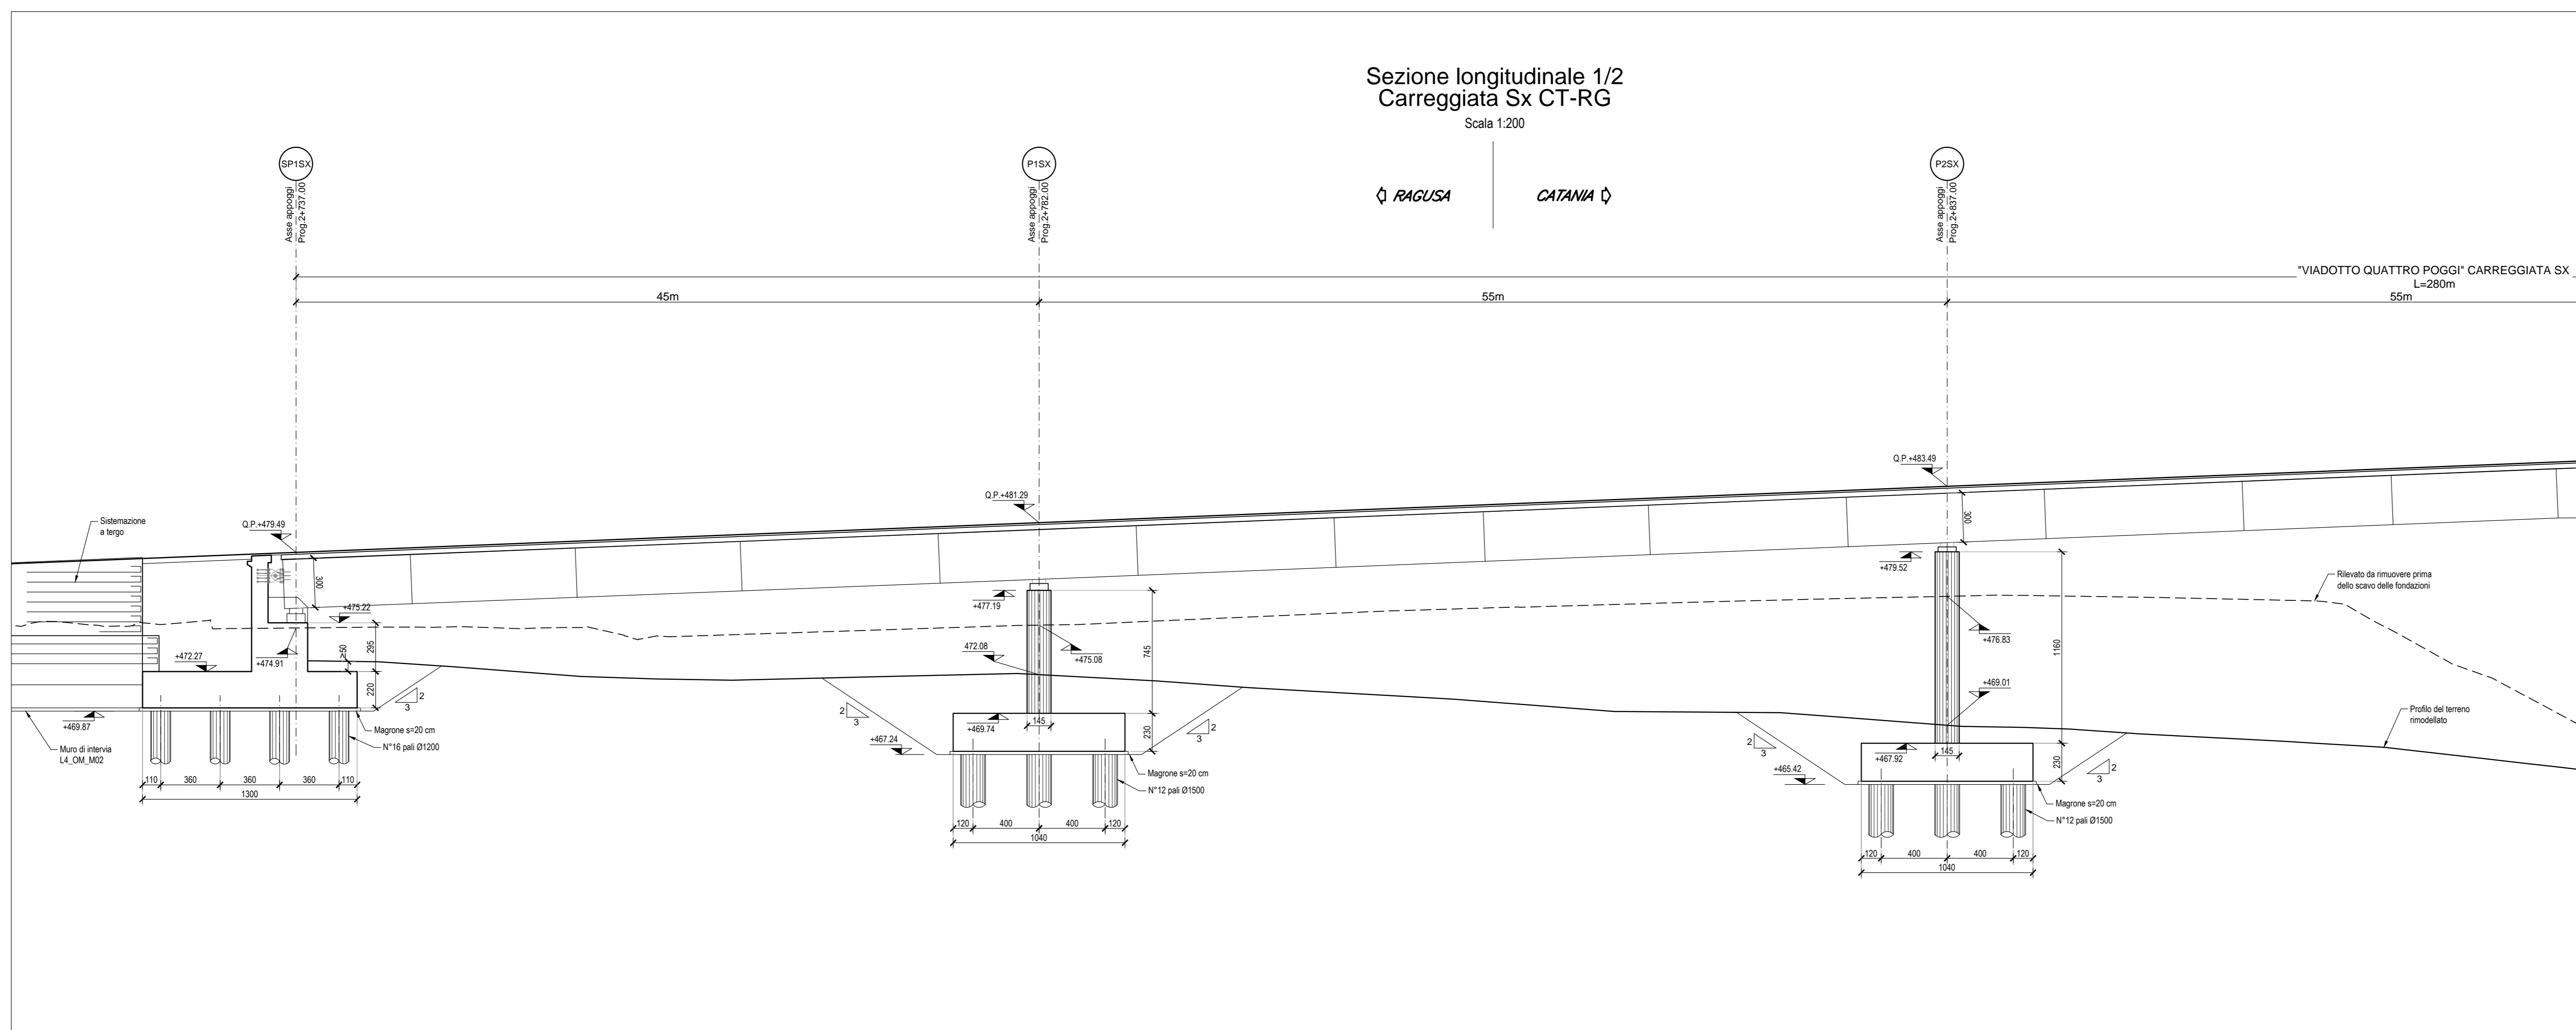 Sezione longitudinale 1/2
Carreggiata Sx CT-RG
Scala 1:200
RAGUSA
CATANIA
SP1SX
Asse appoggi
Prog.2+737.00
P1SX
Asse appoggi
Prog.2+782.00
P2SX
Asse appoggi
Prog.2+837.00
"VIADOTTO QUATTRO POGGI" CARREGGIATA SX
L=280m
45m
55m
55m
Q.P.+479.49
Q.P.+481.29
Q.P.+483.49
Sistemazione
a tergo
300
+475.22
+472.27
+474.91
≥50
295
220
2
3
+469.87
Muro di intervia
L4_OM_M02
Magrone s=20 cm
N°16 pali Ø1200
110
360
360
360
110
1300
+477.19
472.08
+475.08
745
2
3
+469.74
145
230
2
3
+467.24
Magrone s=20 cm
N°12 pali Ø1500
120
400
400
120
1040
300
+479.52
+476.83
1160
+469.01
2
3
+467.92
145
230
2
3
+465.42
Magrone s=20 cm
N°12 pali Ø1500
120
400
400
120
1040
Rilevato da rimuovere prima
dello scavo delle fondazioni
Profilo del terreno
rimodellato